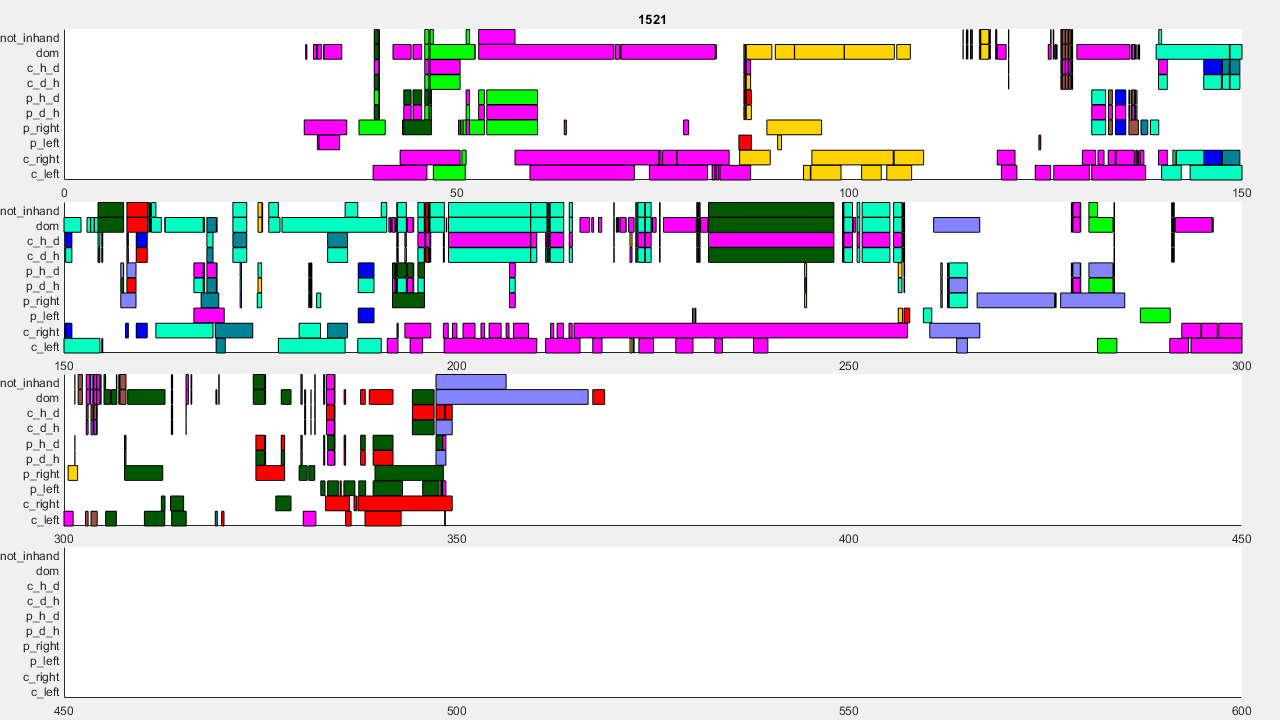 1521
not_inhand
dom
c_h_d
c_d_h
p_h_d
p_d_h
p_right
p_left
c_right
c_left
0 50 100 150
not_inhand
dom
c_h_d
c_d_h
p_h_d
p_d_h
p_right
p_left
c_right
c_left
150 200 250 300
not_inhand
dom
c_h_d
c_d_h
p_h_d
p_d_h
p_right
p_left
c_right
c_left
300 350 400 450
not_inhand
dom
c_h_d
c_d_h
p_h_d
p_d_h
p_right
p_left
c_right
c_left
450 500 550 600